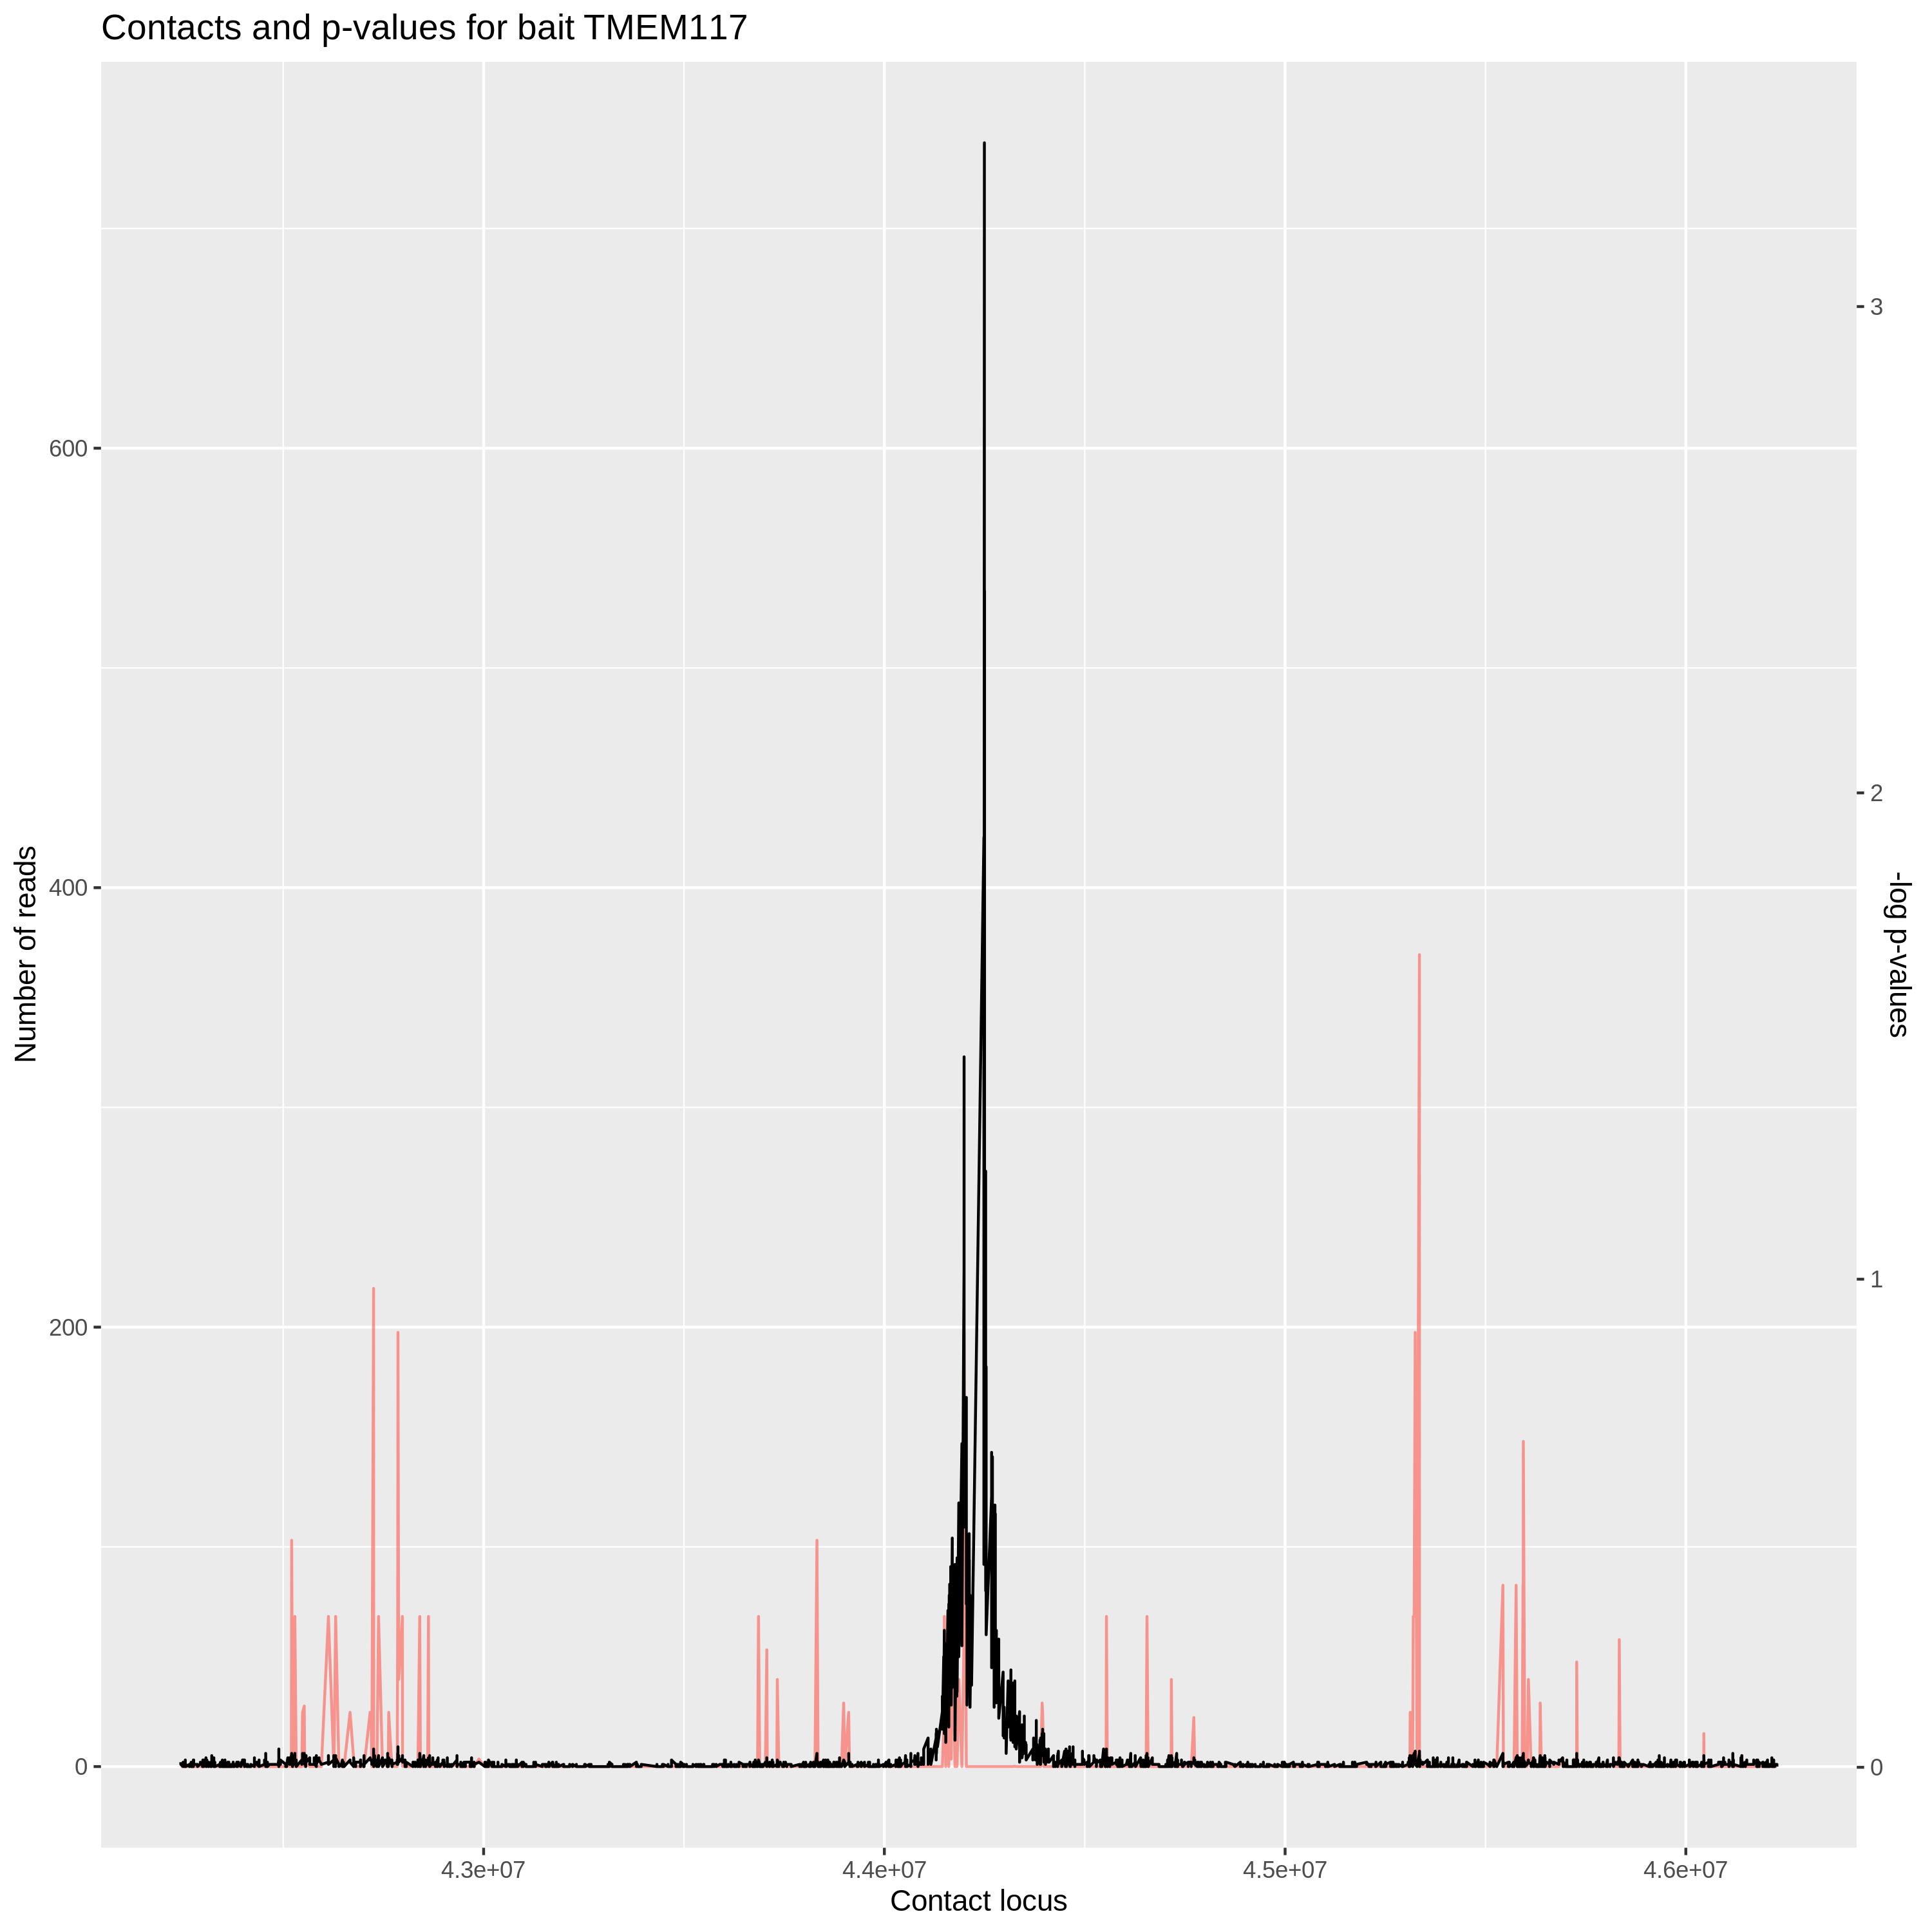 Contacts and p-values for bait TMEM117
Number of reads
600
400
200
0
3
2
1
0
-log p-values
4.3e+07
4.4e+07
4.5e+07
4.6e+07
Contact locus